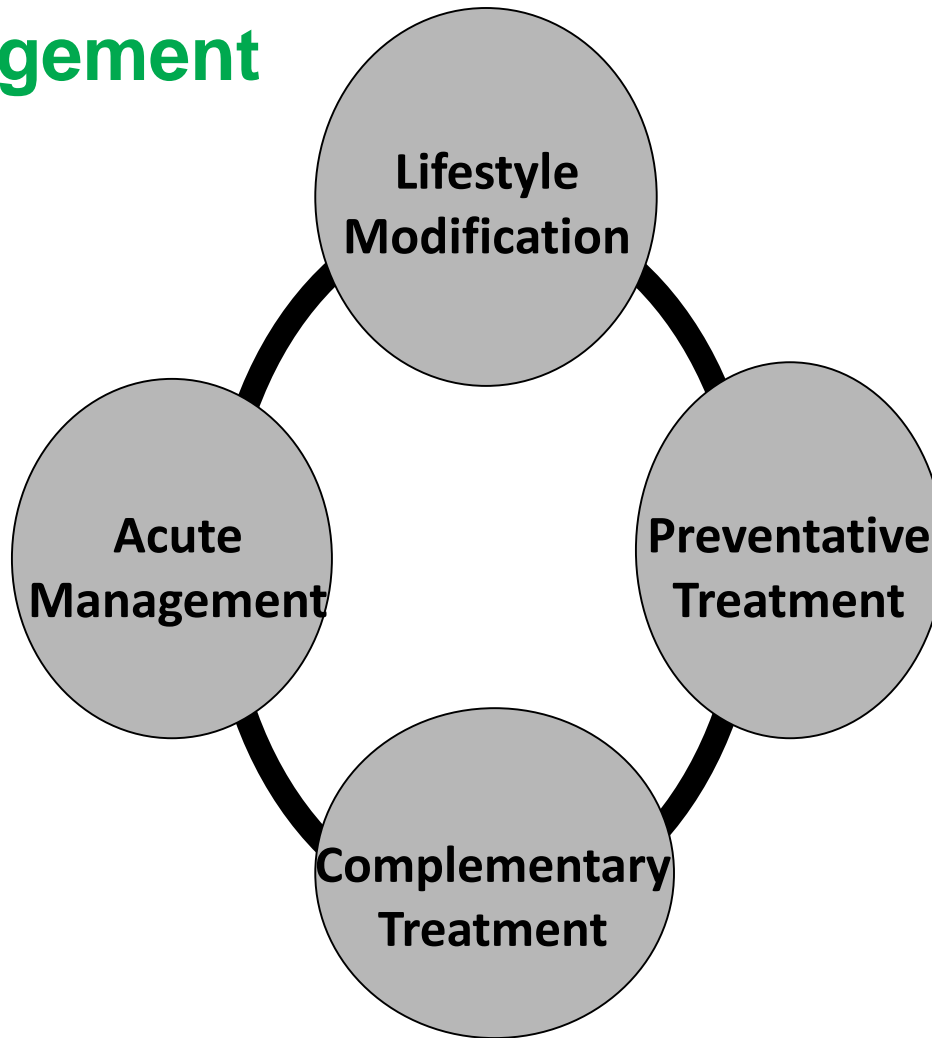 gement
Lifestyle
Modification
Acute
Management
Preventative
Treatment
Complementary
Treatment